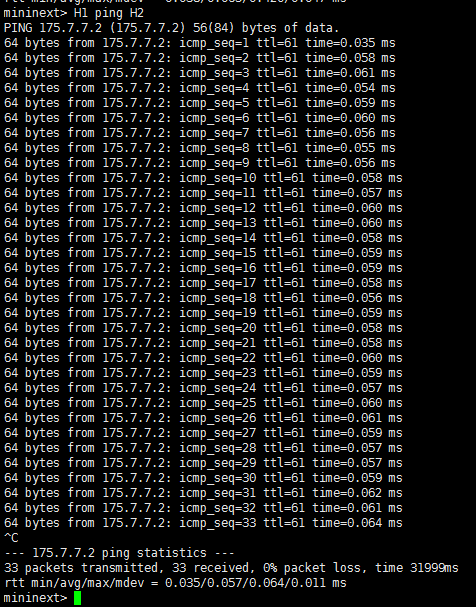 mininext> H1 ping H2
PING 175.7.7.2 (175.7.7.2) 56(84) bytes of data.
64 bytes from 175.7.7.2: icmp_seq=1 ttl=61 time=0.035 ms
64 bytes from 175.7.7.2: icmp_seq=2 ttl=61 time=0.058 ms
64 bytes from 175.7.7.2: icmp_seq=3 ttl=61 time=0.061 ms
64 bytes from 175.7.7.2: icmp_seq=4 ttl=61 time=0.054 ms
64 bytes from 175.7.7.2: icmp_seq=5 ttl=61 time=0.059 ms
64 bytes from 175.7.7.2: icmp_seq=6 ttl=61 time=0.060 ms
64 bytes from 175.7.7.2: icmp_seq=7 ttl=61 time=0.056 ms
64 bytes from 175.7.7.2: icmp_seq=8 ttl=61 time=0.055 ms
64 bytes from 175.7.7.2: icmp_seq=9 ttl=61 time=0.056 ms
64 bytes from 175.7.7.2: icmp_seq=10 ttl=61 time=0.058 ms
64 bytes from 175.7.7.2: icmp_seq=11 ttl=61 time=0.057 ms
64 bytes from 175.7.7.2: icmp_seq=12 ttl=61 time=0.060 ms
64 bytes from 175.7.7.2: icmp_seq=13 ttl=61 time=0.060 ms
64 bytes from 175.7.7.2: icmp_seq=14 ttl=61 time=0.058 ms
64 bytes from 175.7.7.2: icmp_seq=15 ttl=61 time=0.059 ms
64 bytes from 175.7.7.2: icmp_seq=16 ttl=61 time=0.059 ms
64 bytes from 175.7.7.2: icmp_seq=17 ttl=61 time=0.058 ms
64 bytes from 175.7.7.2: icmp_seq=18 ttl=61 time=0.056 ms
64 bytes from 175.7.7.2: icmp_seq=19 ttl=61 time=0.059 ms
64 bytes from 175.7.7.2: icmp_seq=20 ttl=61 time=0.058 ms
64 bytes from 175.7.7.2: icmp_seq=21 ttl=61 time=0.058 ms
64 bytes from 175.7.7.2: icmp_seq=22 ttl=61 time=0.060 ms
64 bytes from 175.7.7.2: icmp_seq=23 ttl=61 time=0.059 ms
64 bytes from 175.7.7.2: icmp_seq=24 ttl=61 time=0.057 ms
64 bytes from 175.7.7.2: icmp_seq=25 ttl=61 time=0.060 ms
64 bytes from 175.7.7.2: icmp_seq=26 ttl=61 time=0.061 ms
64 bytes from 175.7.7.2: icmp_seq=27 ttl=61 time=0.059 ms
64 bytes from 175.7.7.2: icmp_seq=28 ttl=61 time=0.057 ms
64 bytes from 175.7.7.2: icmp_seq=29 ttl=61 time=0.057 ms
64 bytes from 175.7.7.2: icmp_seq=30 ttl=61 time=0.059 ms
64 bytes from 175.7.7.2: icmp_seq=31 ttl=61 time=0.062 ms
64 bytes from 175.7.7.2: icmp_seq=32 ttl=61 time=0.061 ms
64 bytes from 175.7.7.2: icmp_seq=33 ttl=61 time=0.064 ms
^C
--- 175.7.7.2 ping statistics ---
33 packets transmitted, 33 received, 0% packet loss, time 31999ms
rtt min/avg/max/mdev = 0.035/0.057/0.064/0.011 ms
mininext>